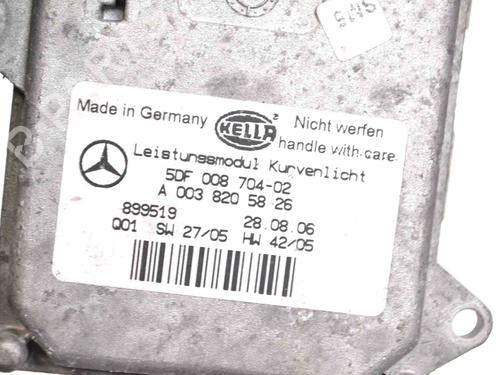 SMS
Made in Germany
HELLA
Nicht werfen
handle with care
Leistungsmodul Kurvenlicht
5DF 008 704-02
A 003 820 58 26
899519 28.08.06
Q01 SW 27/05 HW 42/05